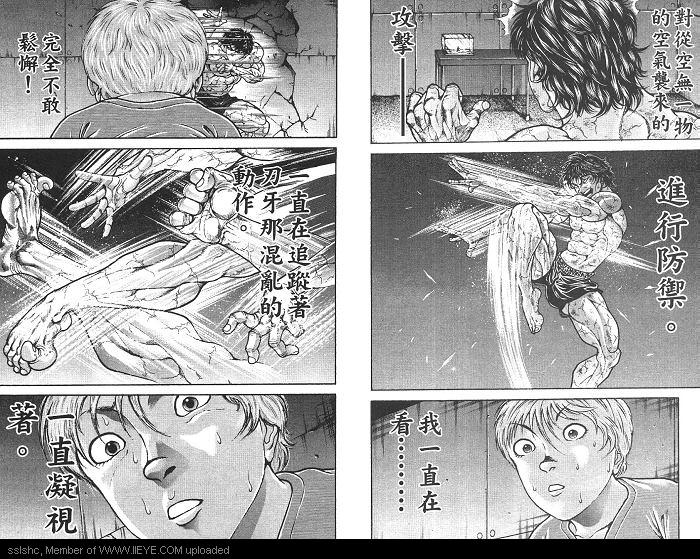 對從空無一物
的空氣襲來的
攻擊——
進行防禦。
我一直在
看………
完全不敢
鬆懈！
一直在追蹤著
刃牙那混亂的
動作。
一直凝視
著。
sslshc, Member of WWW.IIEYE.COM uploaded